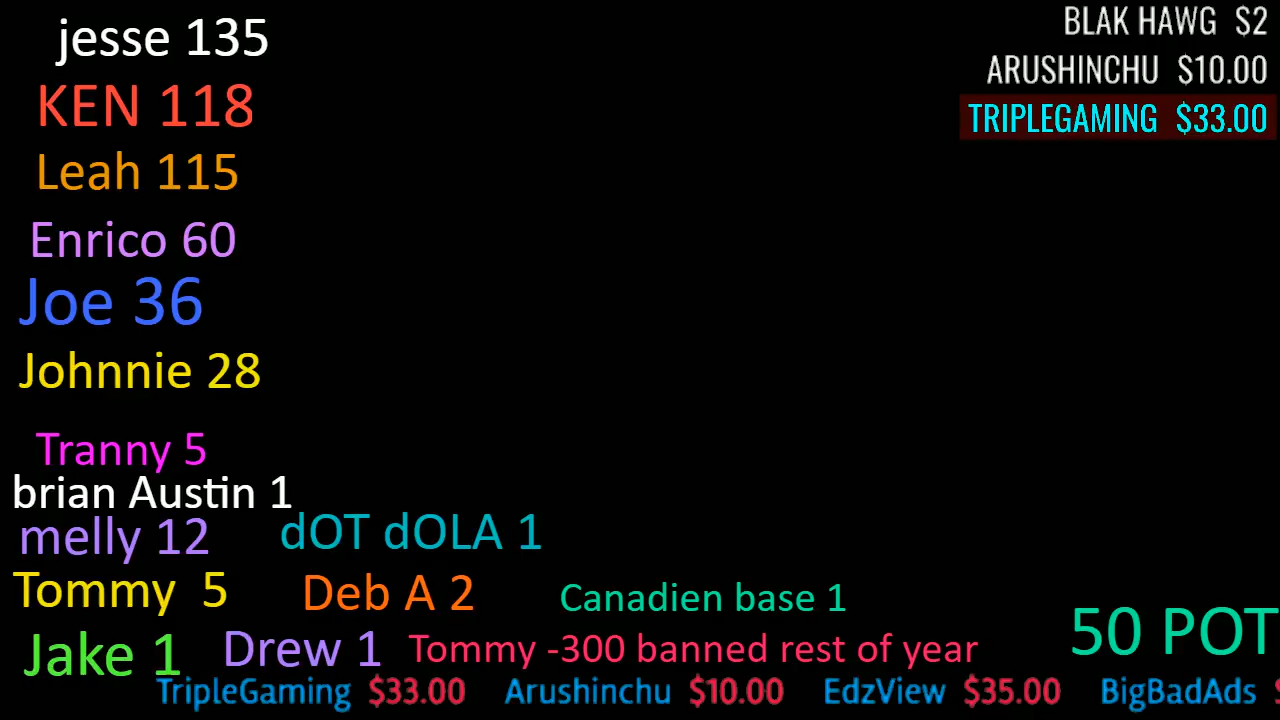 jesse 135
BLAK HAWG $2
ARUSHINCHU $10.00
KEN 118
TRIPLEGAMING $33.00
Leah 115
Enrico 60
Joe 36
Johnnie 28
Tranny 5
brian Austin 1
melly 12
dOT dOLA 1
Tommy 5
Deb A 2
Canadien base 1
50 POT
Jake 1
Drew 1
Tommy -300 banned rest of year
TripleGaming $33.00 Arushinchu $10.00 EdzView $35.00 BigBadAds $